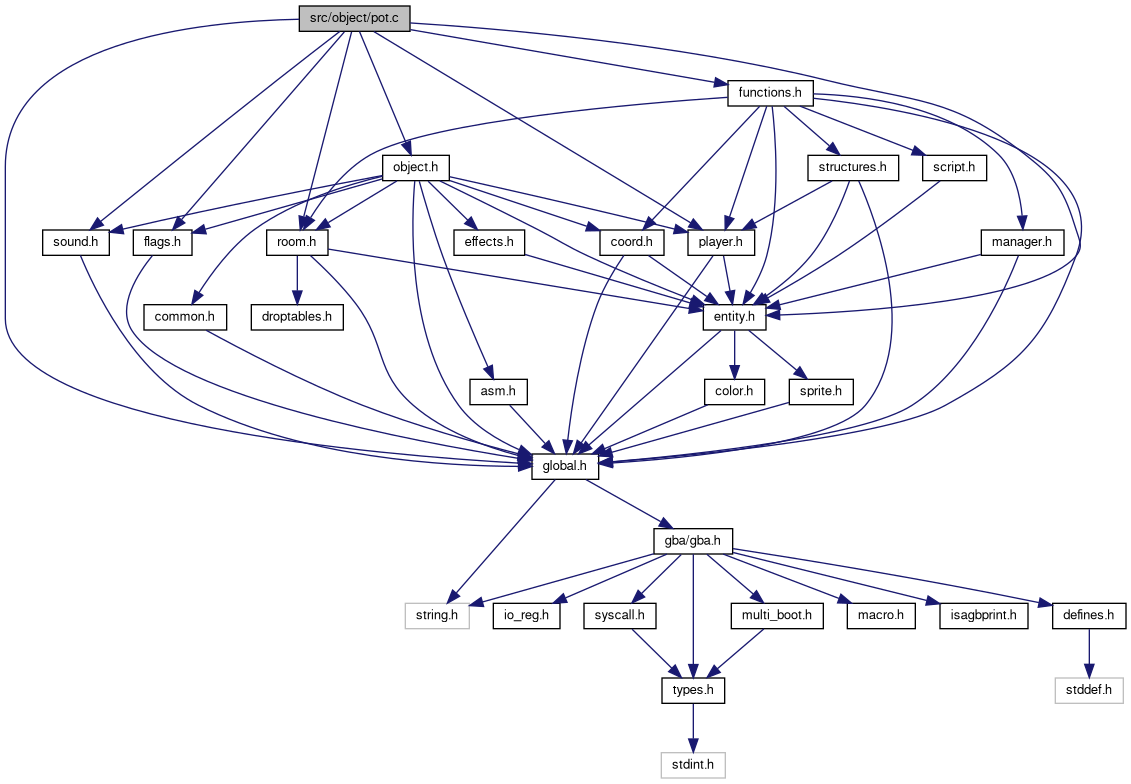 src/object/pot.c
functions.h
object.h
structures.h
script.h
sound.h
flags.h
room.h
effects.h
coord.h
player.h
manager.h
common.h
droptables.h
entity.h
asm.h
color.h
sprite.h
global.h
gba/gba.h
string.h
io_reg.h
syscall.h
multi_boot.h
macro.h
isagbprint.h
defines.h
types.h
stddef.h
stdint.h